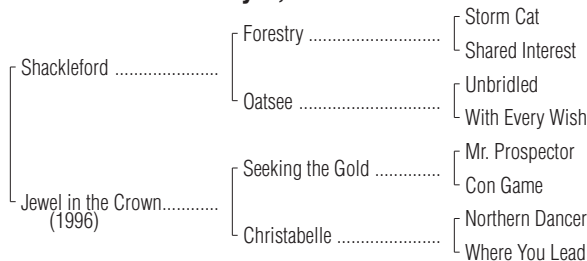 Storm Cat
Forestry ..............................
Shared Interest
Shackleford .......................
Unbridled
Oatsee ................................
With Every Wish
Mr. Prospector
Seeking the Gold ...............
Con Game
Jewel in the Crown............
(1996)
Northern Dancer
Christabelle .......................
Where You Lead